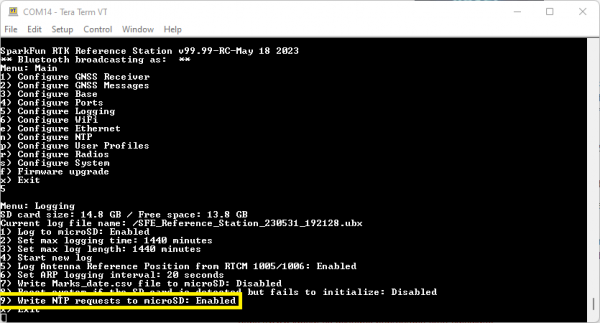 COM14 - Tera Term VT
File Edit Setup Control Window Help
SparkFun RTK Reference Station v99.99-RC-May 18 2023
** Bluetooth broadcasting as: **
Menu: Main
1) Configure GNSS Receiver
2) Configure GNSS Messages
3) Configure Base
4) Configure Ports
5) Configure Logging
6) Configure WiFi
e) Configure Ethernet
n) Configure NTP
p) Configure User Profiles
r) Configure Radios
s) Configure System
f) Firmware upgrade
x) Exit
5
Menu: Logging
SD card size: 14.8 GB / Free space: 13.8 GB
Current log file name: /SFE_Reference_Station_230531_192128.ubx
1) Log to microSD: Enabled
2) Set max logging time: 1440 minutes
3) Set max log length: 1440 minutes
4) Start new log
5) Log Antenna Reference Position from RTCM 1005/1006: Enabled
6) Set ARP logging interval: 20 seconds
7) Write Marks_date.csv file to microSD: Disabled
8) Reset system if the SD card is detected but fails to initialize: Disabled
9) Write NTP requests to microSD: Enabled
x) Exit